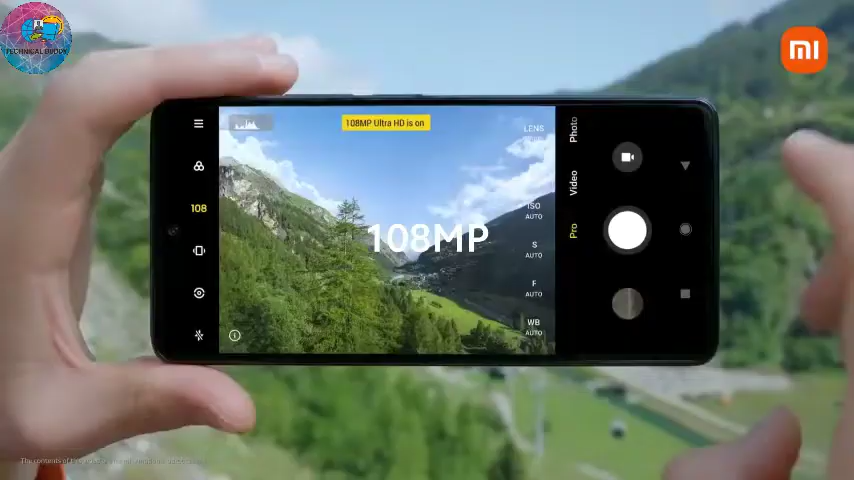 TECHNICAL BUDDY
mi
108MP Ultra HD is on
LENS
Photo
108
Video
ISO
AUTO
108MP
Pro
S
AUTO
F
AUTO
WB
AUTO